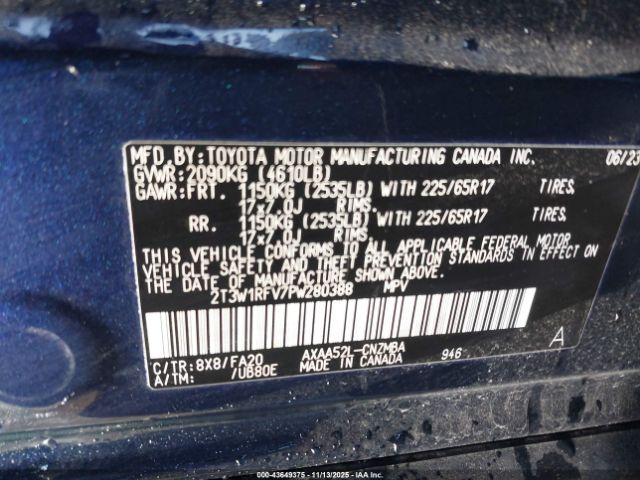 MFD. BY: TOYOTA MOTOR MANUFACTURING CANADA INC. 06/23
GVWR: 2090KG (4610LB)
GAWR: FRT. 1150KG (2535LB) WITH 225/65R17 TIRES.
17x7.0J RIMS.
RR. 1150KG (2535LB) WITH 225/65R17 TIRES.
17x7.0J RIMS.
THIS VEHICLE CONFORMS TO ALL APPLICABLE FEDERAL MOTOR
VEHICLE SAFETY AND THEFT PREVENTION STANDARDS IN EFFECT ON
THE DATE OF MANUFACTURE SHOWN ABOVE.
2T3W1RFV7PW280388 MPV
C/TR: 8X8/FA20 AXAA52L-CNZMBA 946
A/TM: /UB80E MADE IN CANADA A
000-43649375 - 11/13/2025 - IAAI.COM